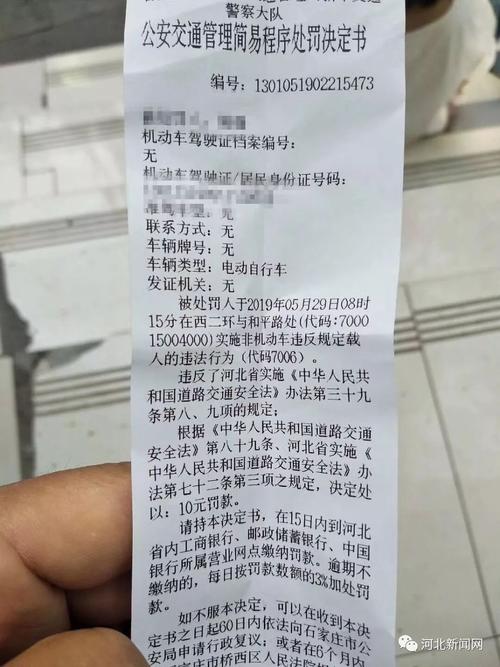 警察大队
公安交通管理简易程序处罚决定书
编号：1301051902215473
机动车驾驶证档案编号：
无
机动车驾驶证/居民身份证号码：
准驾车型：无
联系方式：无
车辆牌号：无
车辆类型：电动自行车
发证机关：无
被处罚人于2019年05月29日08时
15分在西二环与和平路处(代码:7000
15004000)实施非机动车违反规定载
人的违法行为（代码7006）。
违反了河北省实施《中华人民共
和国道路交通安全法》办法第三十九
条第八、九项的规定；
根据《中华人民共和国道路交通
安全法》第八十九条、河北省实施《
中华人民共和国道路交通安全法》办
法第七十二条第三项之规定，决定处
以：10元罚款。
请持本决定书，在15日内到河北
省内工商银行、邮政储蓄银行、中国
银行所属营业网点缴纳罚款。逾期不
缴纳的，每日按罚款数额的3%加处罚
款。
如不服本决定，可以在收到本决
定书之日起60日内依法向石家庄市公
安局申请行政复议；或者在6个月内
家庄市桥西区人民法院
河北新闻网